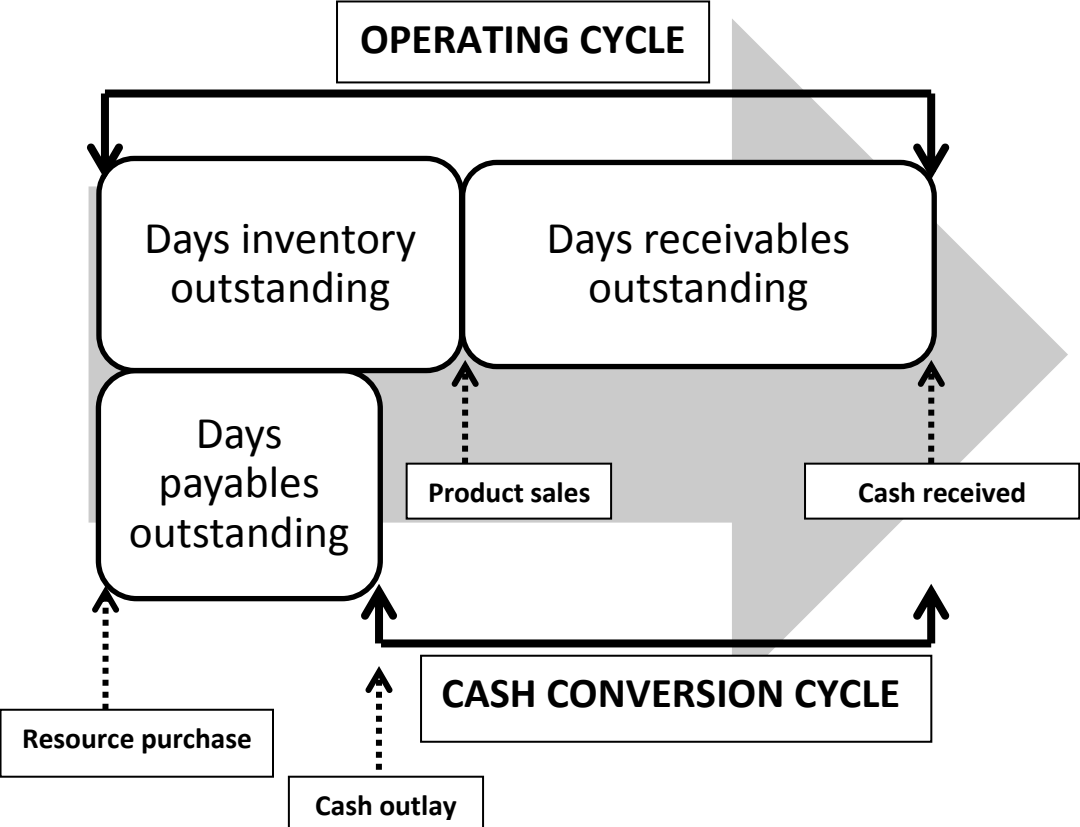 OPERATING CYCLE
Days inventory
outstanding
Days receivables
outstanding
Days
payables
outstanding
Product sales
Cash received
CASH CONVERSION CYCLE
Resource purchase
Cash outlay